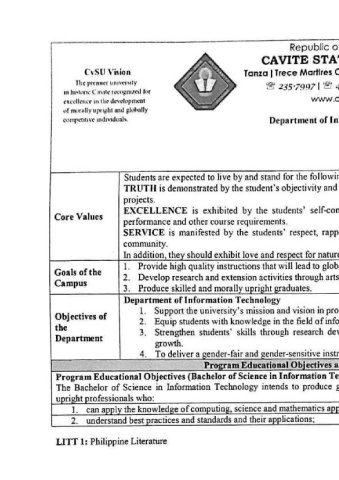 Republic o
CvSU Vision
The premier university
in historic Cavite recognized for
excellence in the development
of morally upright and globally
competitive individuals.
CAVITE STA
Tanza | Trece Martires C
☏ 235-7997 | ☏ 4
www.c
Department of In
Core Values
Students are expected to live by and stand for the followin
TRUTH is demonstrated by the student's objectivity and
projects.
EXCELLENCE is exhibited by the students' self-con
performance and other course requirements.
SERVICE is manifested by the students' respect, rapp
community.
In addition, they should exhibit love and respect for nature
Goals of the
Campus
1. Provide high quality instructions that will lead to glob
2. Develop research and extension activities through arts
3. Produce skilled and morally upright graduates.
Objectives of
the
Department
Department of Information Technology
1. Support the university's mission and vision in pro
2. Equip students with knowledge in the field of info
3. Strengthen students' skills through research dev
growth.
4. To deliver a gender-fair and gender-sensitive instr
Program Educational Objectives a
Program Educational Objectives (Bachelor of Science in Information Te
The Bachelor of Science in Information Technology intends to produce g
upright professionals who:
1. can apply the knowledge of computing, science and mathematics app
2. understand best practices and standards and their applications;
LITT 1: Philippine Literature